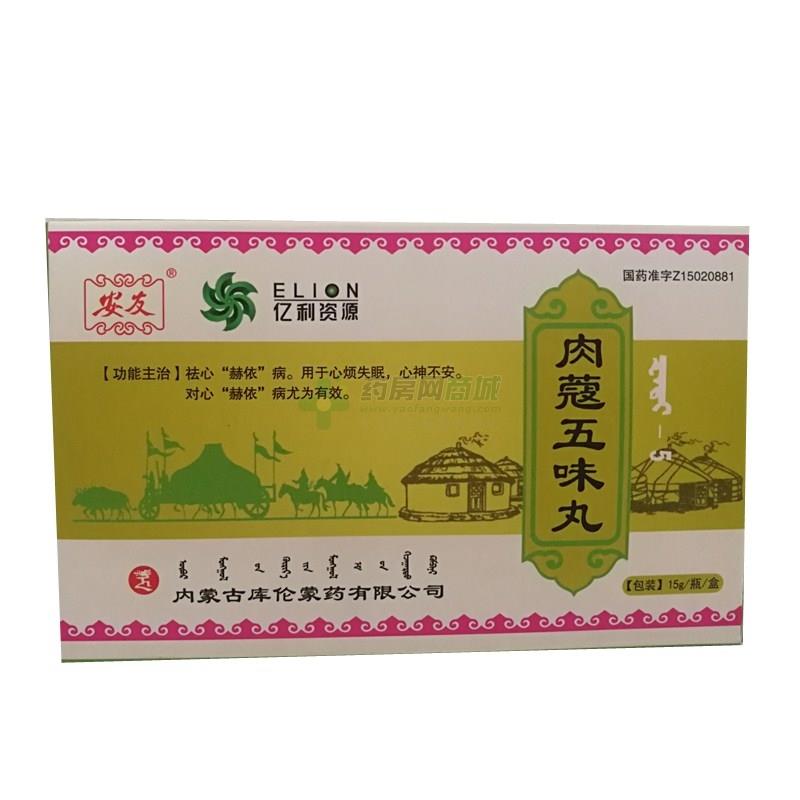 安友®
ELION
亿利资源
国药准字Z15020881
【功能主治】祛心“赫依”病。用于心烦失眠，心神不安。
对心“赫依”病尤为有效。
药房网商城
www.yaofangwang.com
肉蔻五味丸
内蒙古库伦蒙药有限公司
【包装】15g/瓶/盒